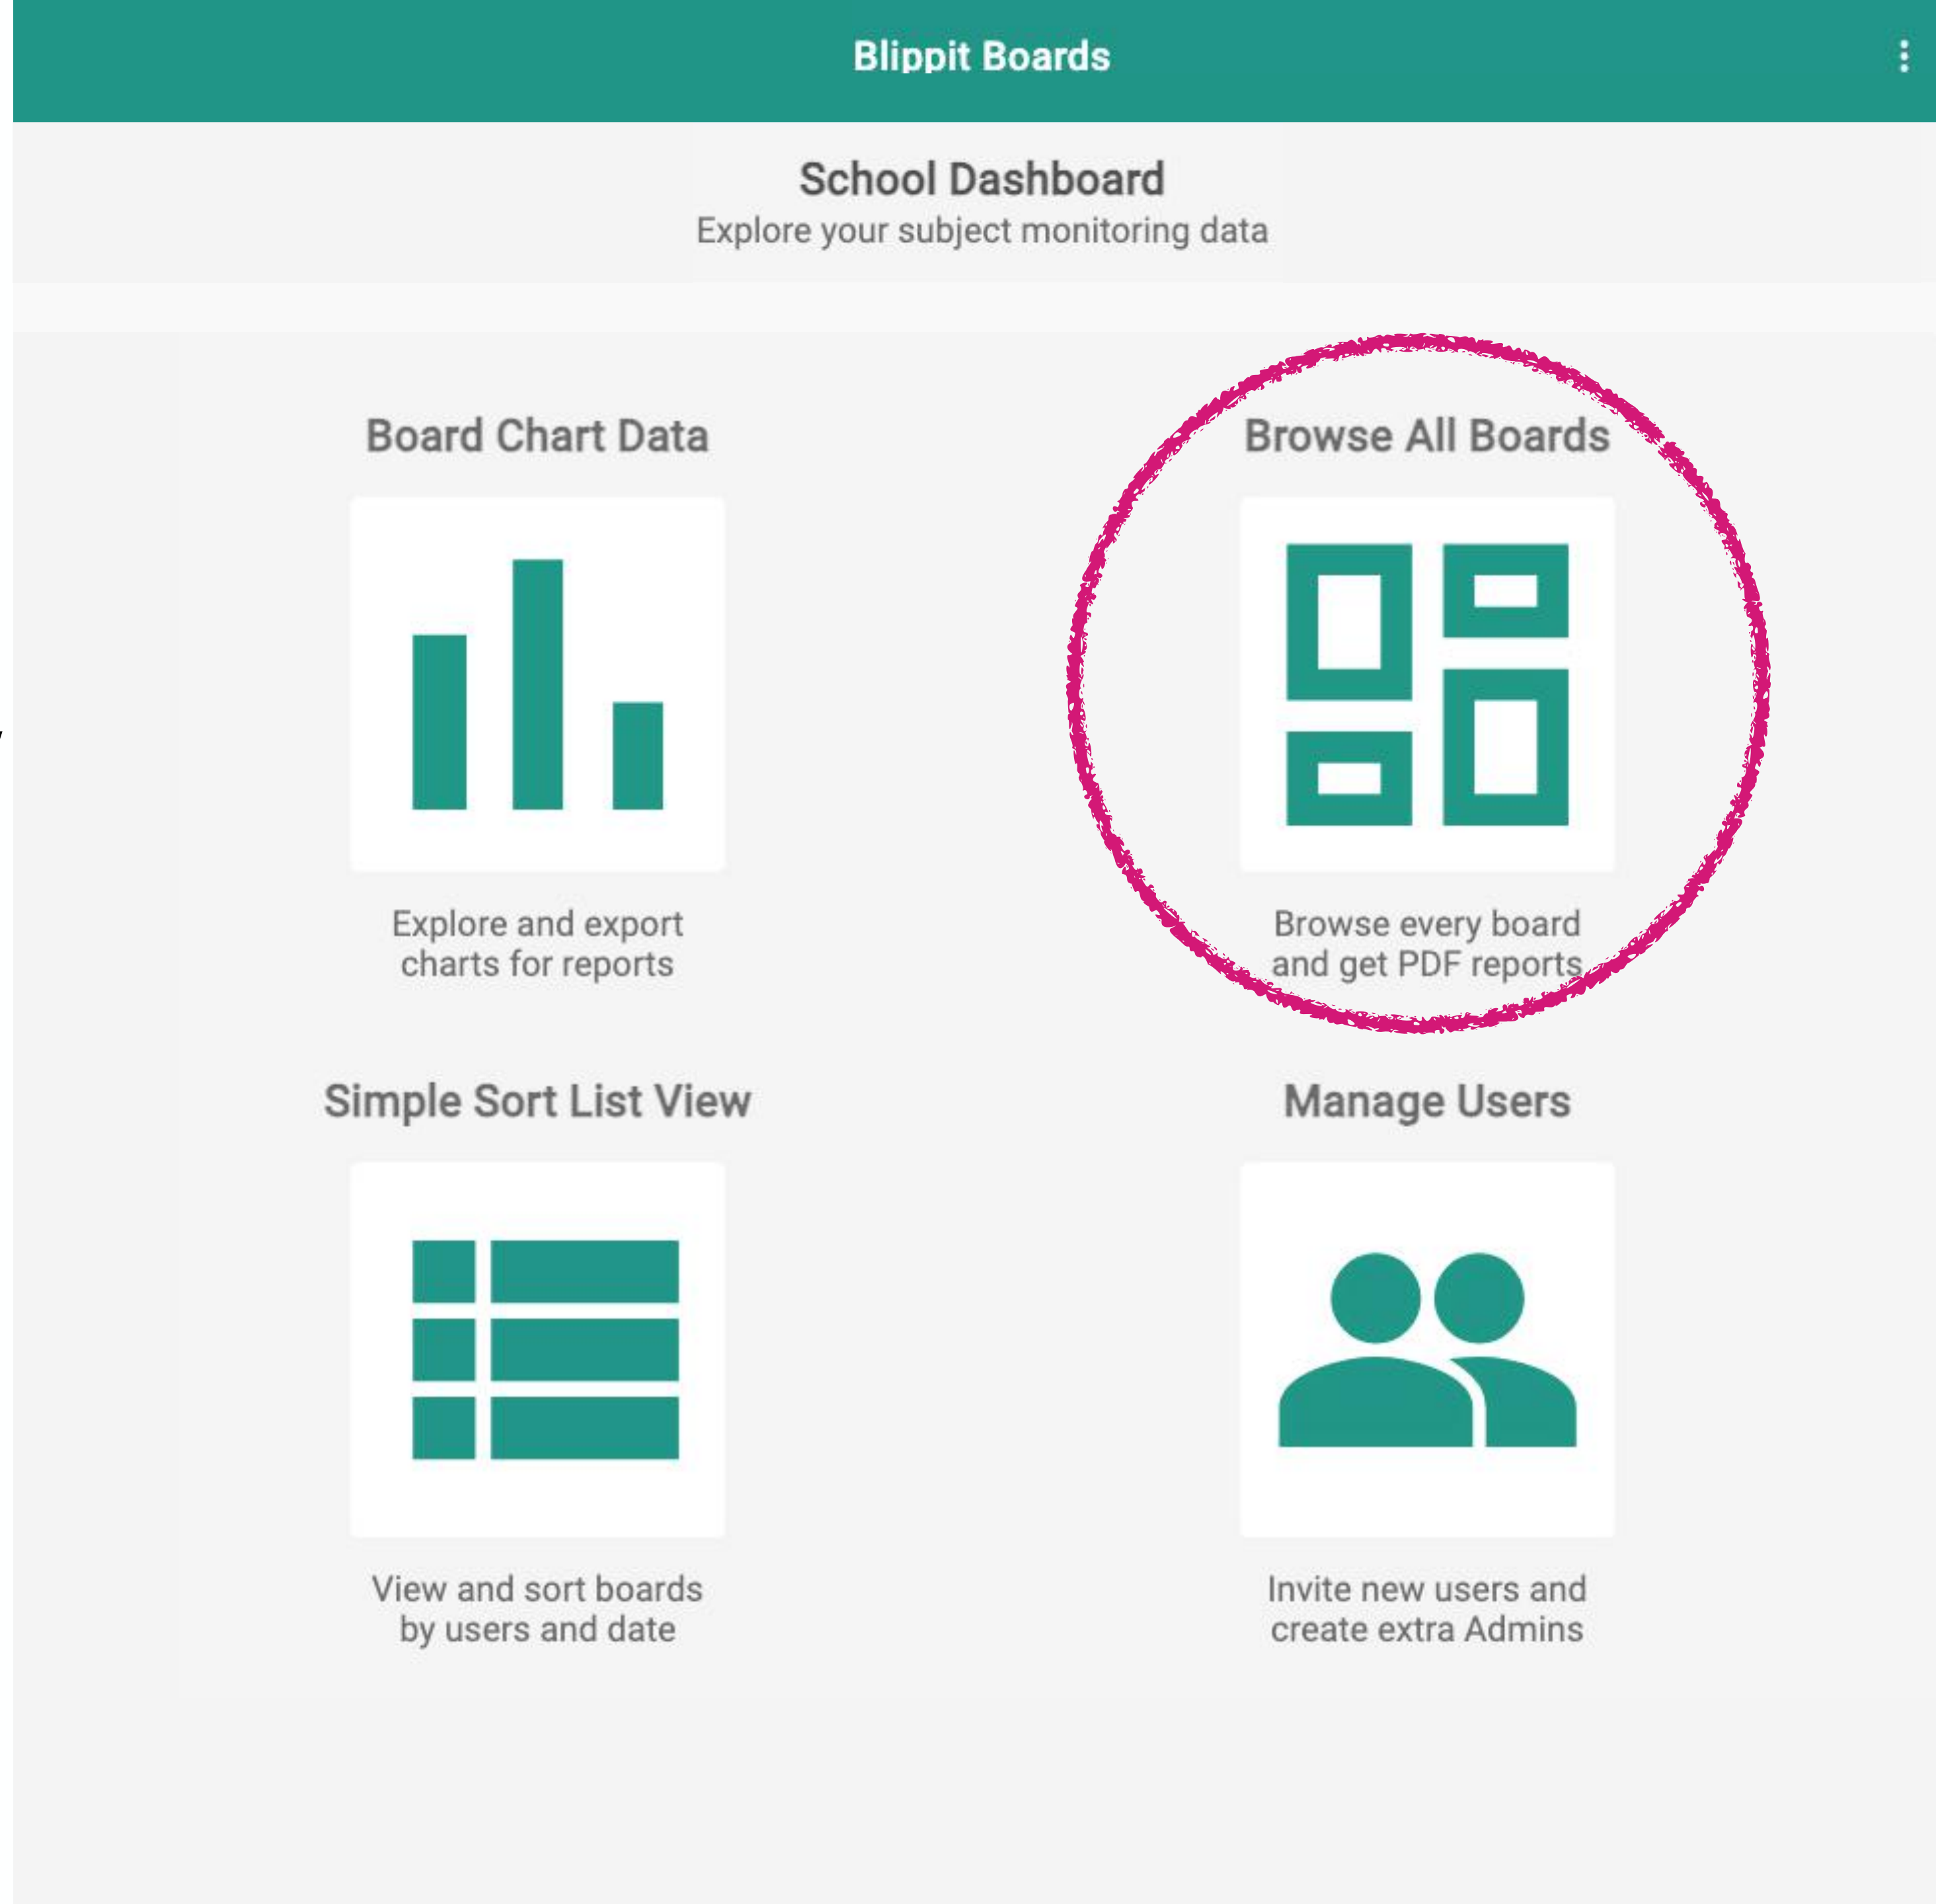 Blippit Boards
School Dashboard
Explore your subject monitoring data
Board Chart Data
Browse All Boards
Explore and export
charts for reports
Browse every board
and get PDF reports
Simple Sort List View
Manage Users
View and sort boards
by users and date
Invite new users and
create extra Admins